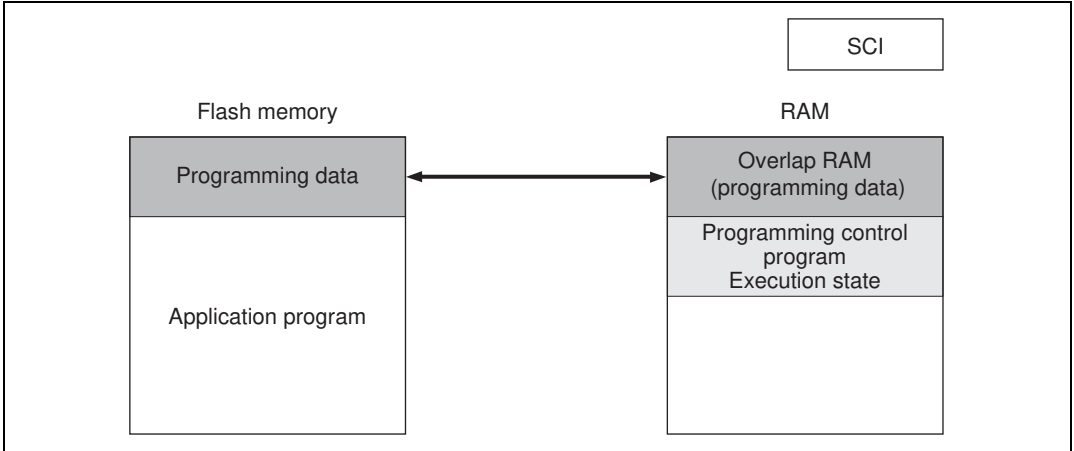 SCI
Flash memory
RAM
Programming data
Overlap RAM
(programming data)
Programming control
program
Execution state
Application program